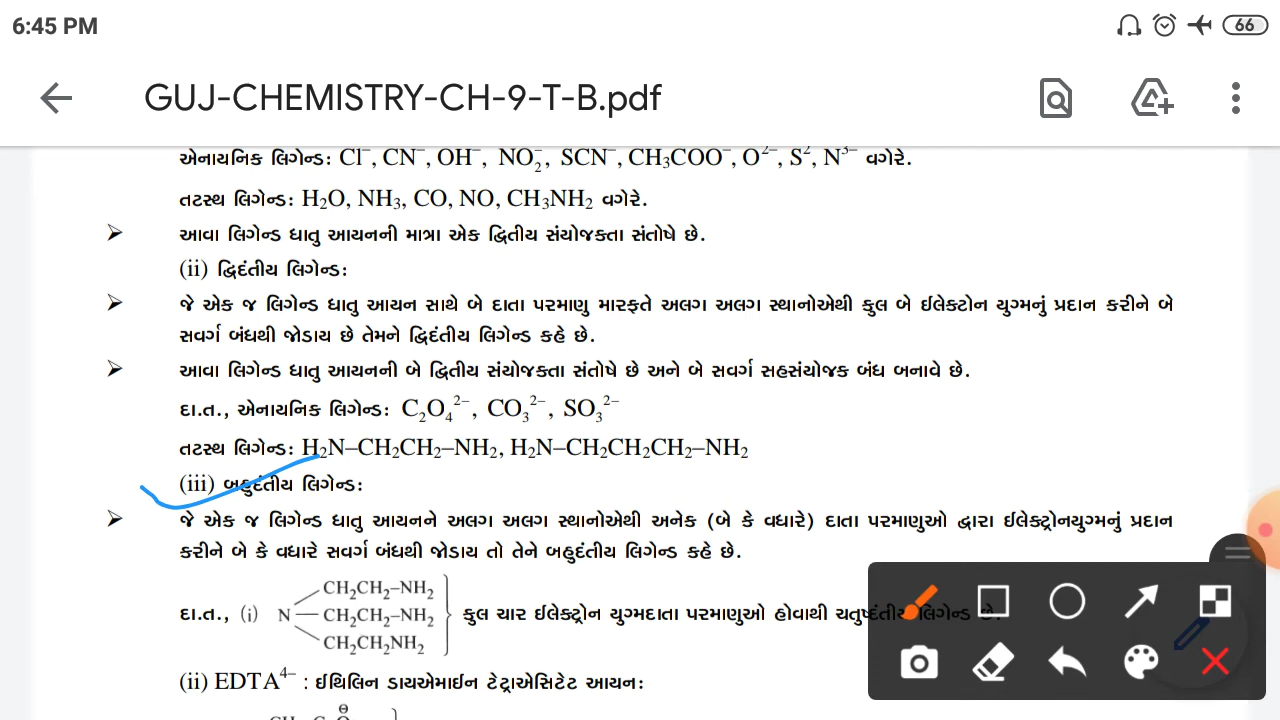 6:45 PM
66
GUJ-CHEMISTRY-CH-9-T-B.pdf
એનાયનિક લિગેન્ડ: Cl⁻, CN⁻, OH⁻, NO₂⁻, SCN⁻, CH₃COO⁻, O²⁻, S², N³⁻ વગેરે.
તટસ્થ લિગેન્ડ: H₂O, NH₃, CO, NO, CH₃NH₂ વગેરે.
➢ આવા લિગેન્ડ ધાતુ આયનની માત્રા એક દ્વિતીય સંયોજકતા સંતોષે છે.
(ii) દ્વિદંતીય લિગેન્ડ:
➢ જે એક જ લિગેન્ડ ધાતુ આયન સાથે બે દાતા પરમાણુ મારફતે અલગ અલગ સ્થાનોએથી કુલ બે ઈલેક્ટોન યુગ્મનું પ્રદાન કરીને બે
સવર્ગ બંધથી જોડાય છે તેમને દ્વિદંતીય લિગેન્ડ કહે છે.
➢ આવા લિગેન્ડ ધાતુ આયનની બે દ્વિતીય સંયોજકતા સંતોષે છે અને બે સવર્ગ સહસંયોજક બંધ બનાવે છે.
દા.ત., એનાયનિક લિગેન્ડ: C₂O₄²⁻, CO₃²⁻, SO₃²⁻
તટસ્થ લિગેન્ડ: H₂N–CH₂CH₂–NH₂, H₂N–CH₂CH₂CH₂–NH₂
(iii) બહુદંતીય લિગેન્ડ:
➢ જે એક જ લિગેન્ડ ધાતુ આયનને અલગ અલગ સ્થાનોએથી અનેક (બે કે વધારે) દાતા પરમાણુઓ દ્વારા ઈલેક્ટ્રોનયુગ્મનું પ્રદાન
કરીને બે કે વધારે સવર્ગ બંધથી જોડાય તો તેને બહુદંતીય લિગેન્ડ કહે છે.
CH₂CH₂–NH₂
દા.ત., (i) N CH₂CH₂–NH₂ કુલ ચાર ઈલેક્ટ્રોન યુગ્મદાતા પરમાણુઓ હોવાથી ચતુષ્દંતીય લિગેન્ડ છે.
CH₂CH₂NH₂
(ii) EDTA⁴⁻ : ઈથિલિન ડાયએમાઈન ટેટ્રાએસિટેટ આયન: